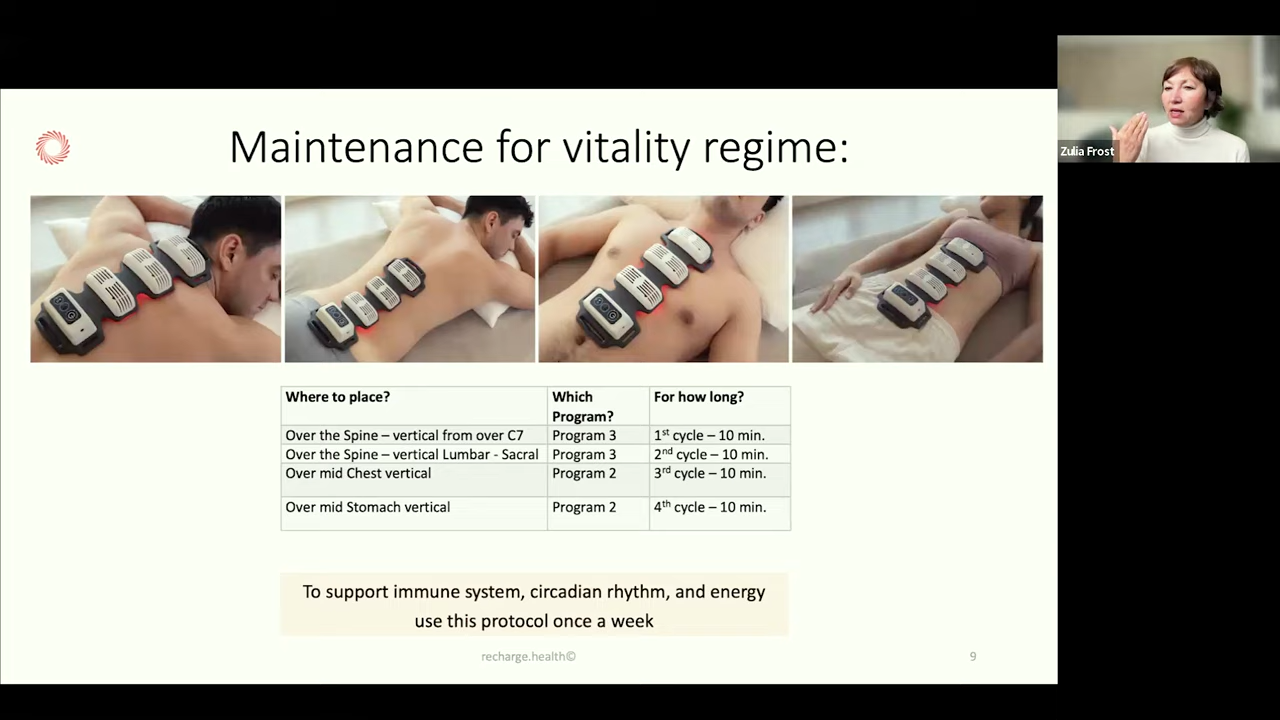 Maintenance for vitality regime:
Zulia Frost
Where to place?
Which
Program?
For how long?
Over the Spine – vertical from over C7
Program 3
1st cycle – 10 min.
Over the Spine – vertical Lumbar - Sacral
Program 3
2nd cycle – 10 min.
Over mid Chest vertical
Program 2
3rd cycle – 10 min.
Over mid Stomach vertical
Program 2
4th cycle – 10 min.
To support immune system, circadian rhythm, and energy
use this protocol once a week
recharge.health©
9